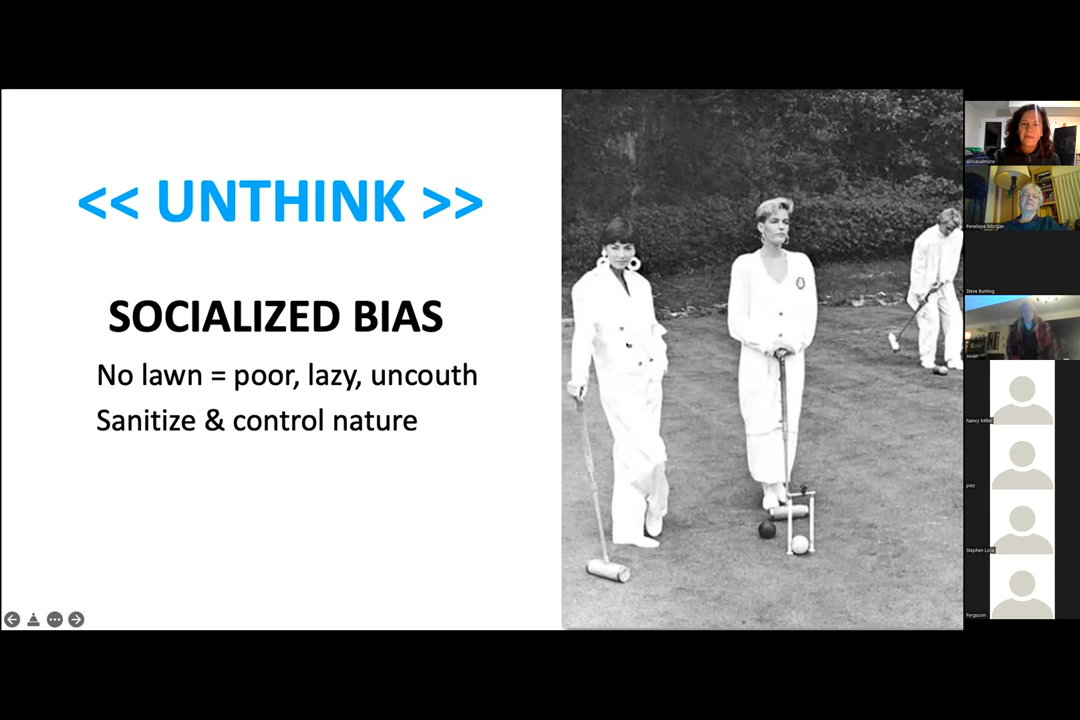 << UNTHINK >>
SOCIALIZED BIAS
No lawn = poor, lazy, uncouth
Sanitize & control nature
Penelope Morgan
Steve Bunting
Susan
Nancy Miller
Stephen
Ferguson